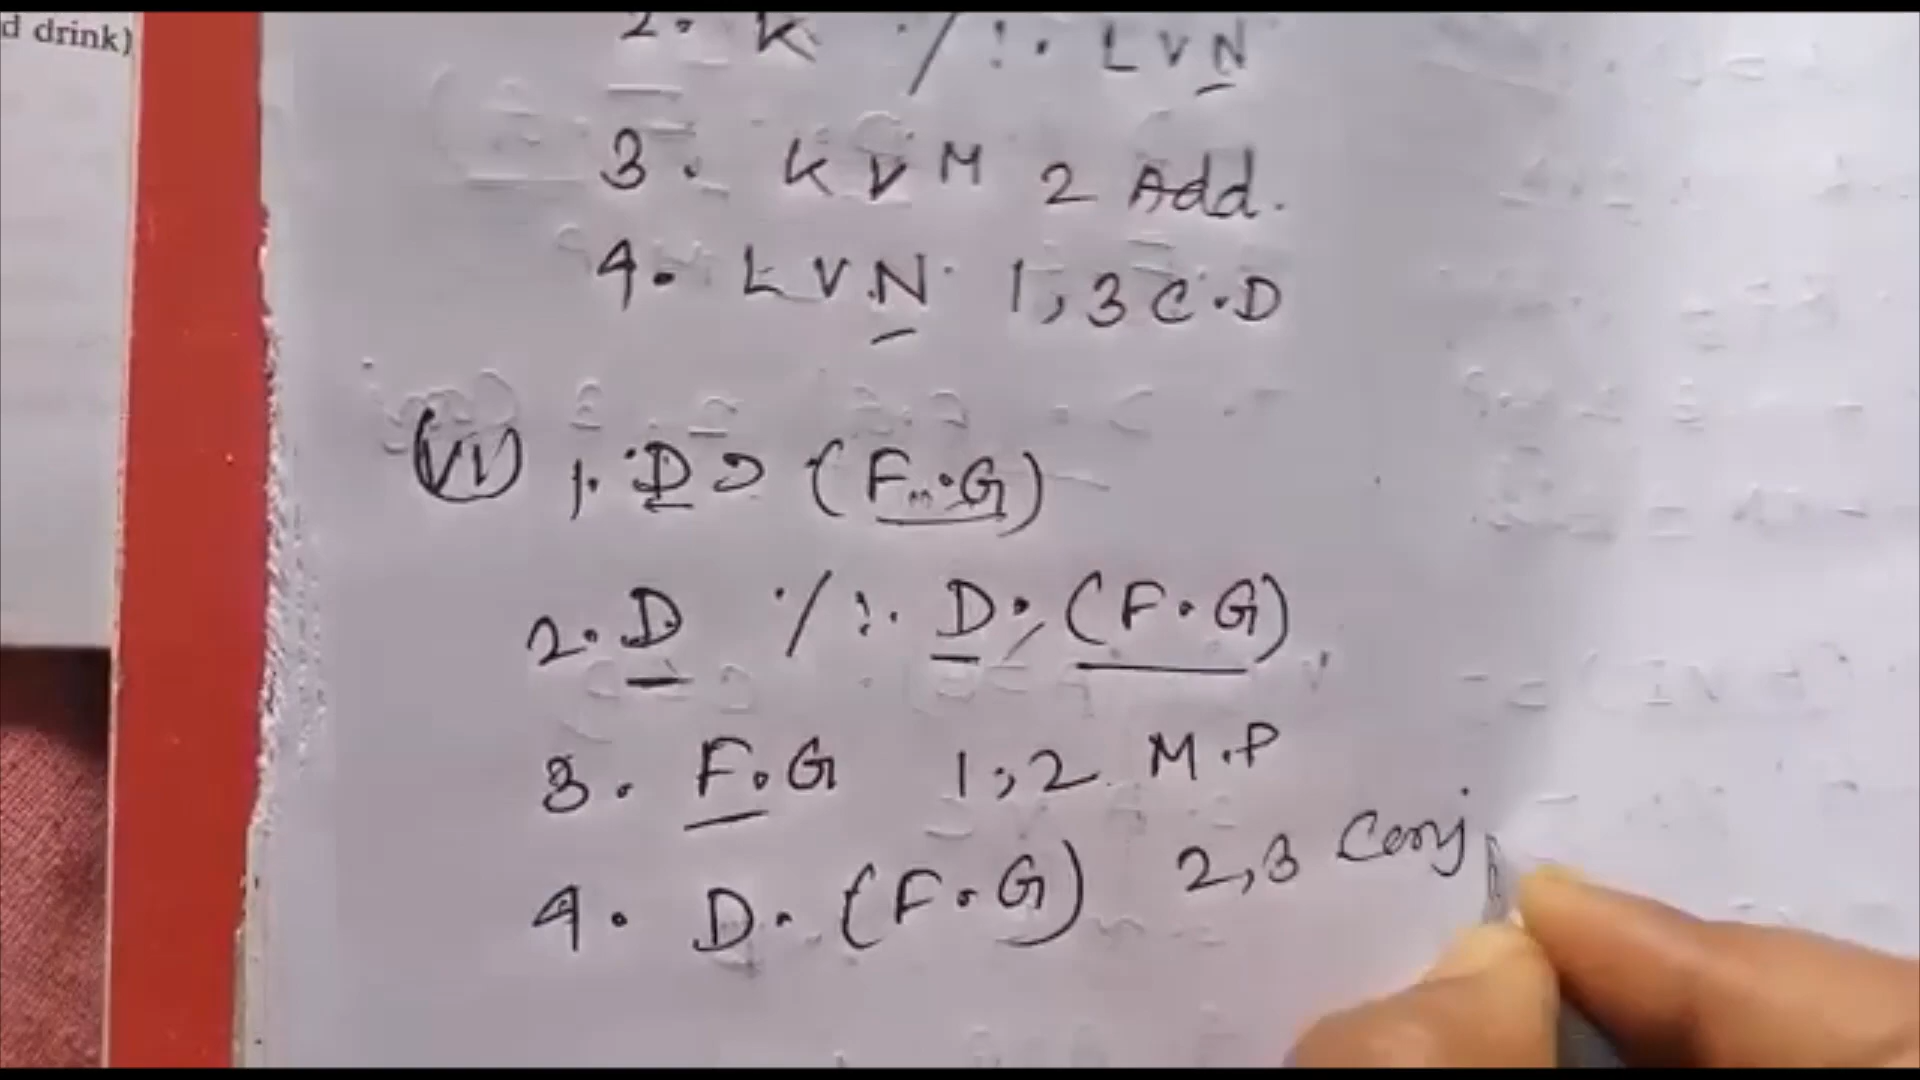 d drink)
2. K / ∴ L V N
3. K V M 2 Add.
4. L V N 1, 3 C.D
(VI) 1. D ⊃ (F . G)
2. D / ∴ D . (F . G)
3. F . G 1, 2 M.P
4. D . (F . G) 2, 3 Conj